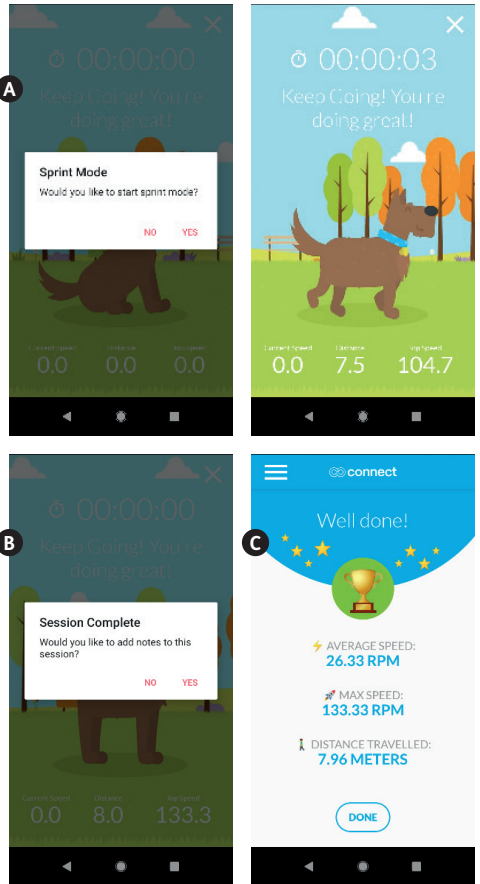 00:00:00
A
Keep Going! You're
doing great!
Sprint Mode
Would you like to start sprint mode?
NO YES
Current Speed Distance Top Speed
0.0 0.0 0.0
00:00:03
Keep Going! You're
doing great!
Current Speed Distance Top Speed
0.0 7.5 104.7
00:00:00
B
Keep Going! You're
doing great!
Session Complete
Would you like to add notes to this
session?
NO YES
Current Speed Distance Top Speed
0.0 8.0 133.3
connect
C
Well done!
AVERAGE SPEED:
26.33 RPM
MAX SPEED:
133.33 RPM
DISTANCE TRAVELLED:
7.96 METERS
DONE